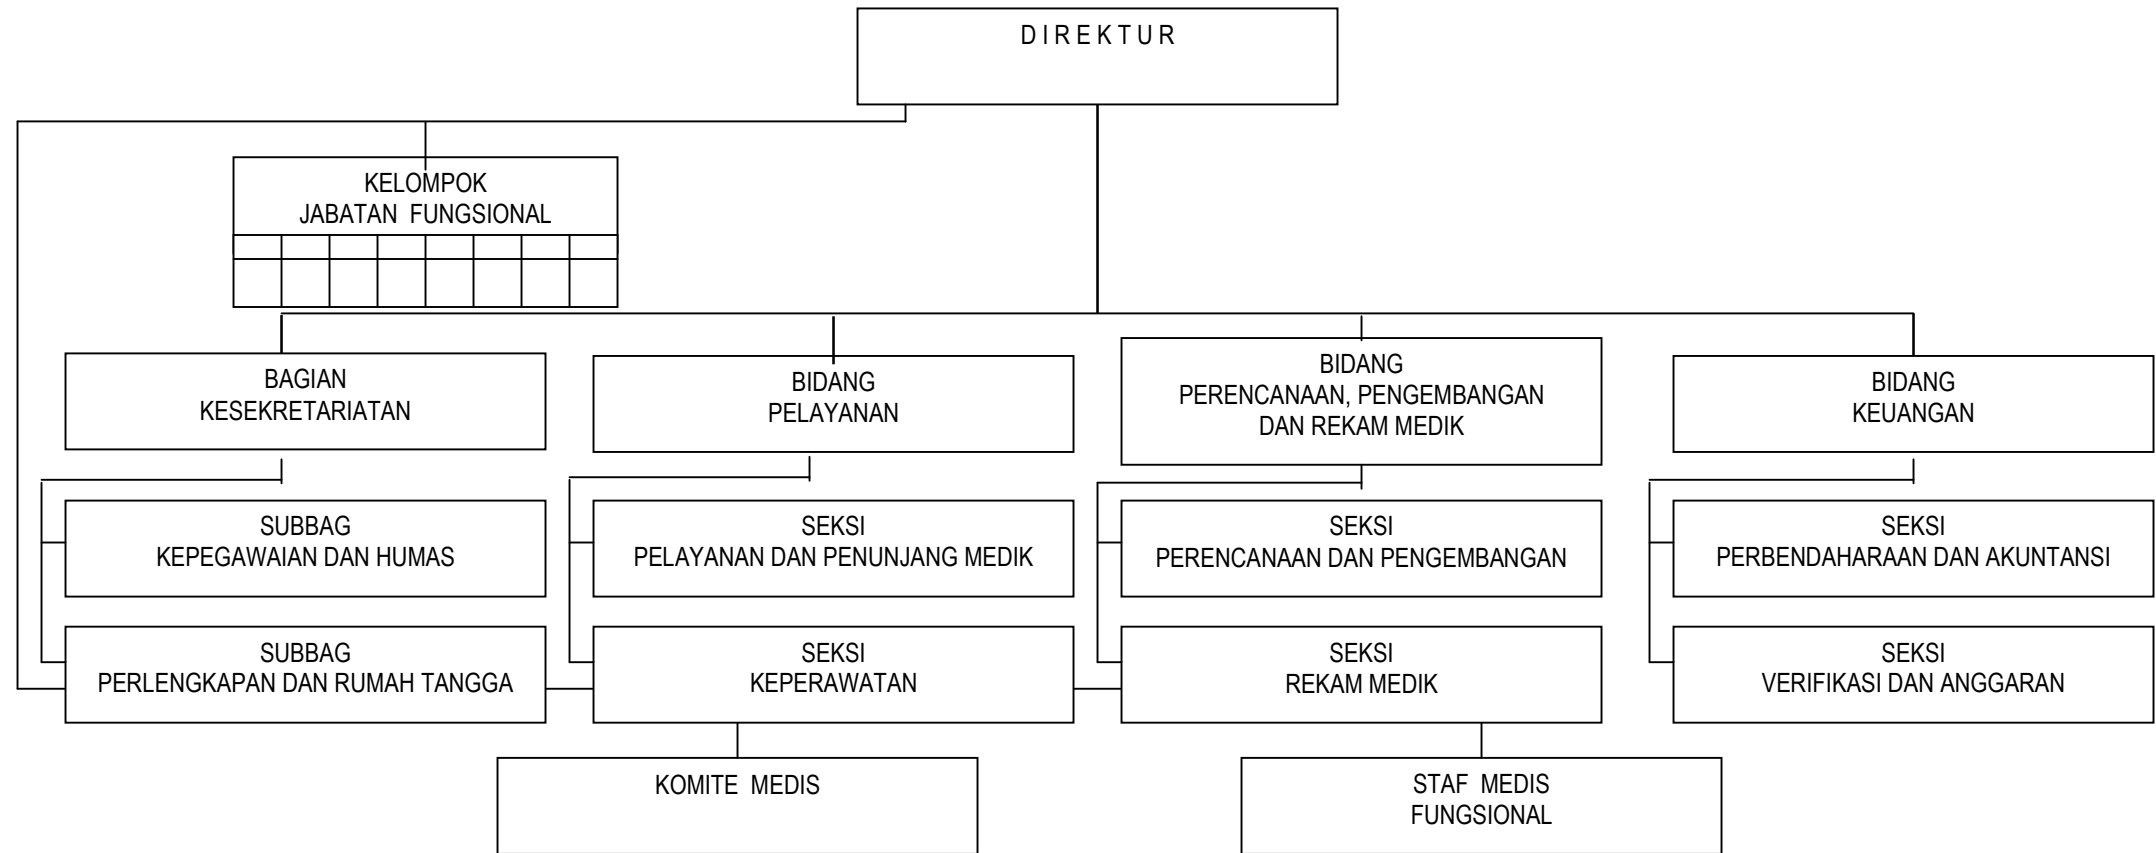 D I R E K T U R
KELOMPOK
JABATAN FUNGSIONAL
BAGIAN
KESEKRETARIATAN
BIDANG
PELAYANAN
BIDANG
PERENCANAAN, PENGEMBANGAN
DAN REKAM MEDIK
BIDANG
KEUANGAN
SUBBAG
KEPEGAWAIAN DAN HUMAS
SEKSI
PELAYANAN DAN PENUNJANG MEDIK
SEKSI
PERENCANAAN DAN PENGEMBANGAN
SEKSI
PERBENDAHARAAN DAN AKUNTANSI
SUBBAG
PERLENGKAPAN DAN RUMAH TANGGA
SEKSI
KEPERAWATAN
SEKSI
REKAM MEDIK
SEKSI
VERIFIKASI DAN ANGGARAN
KOMITE MEDIS
STAF MEDIS
FUNGSIONAL